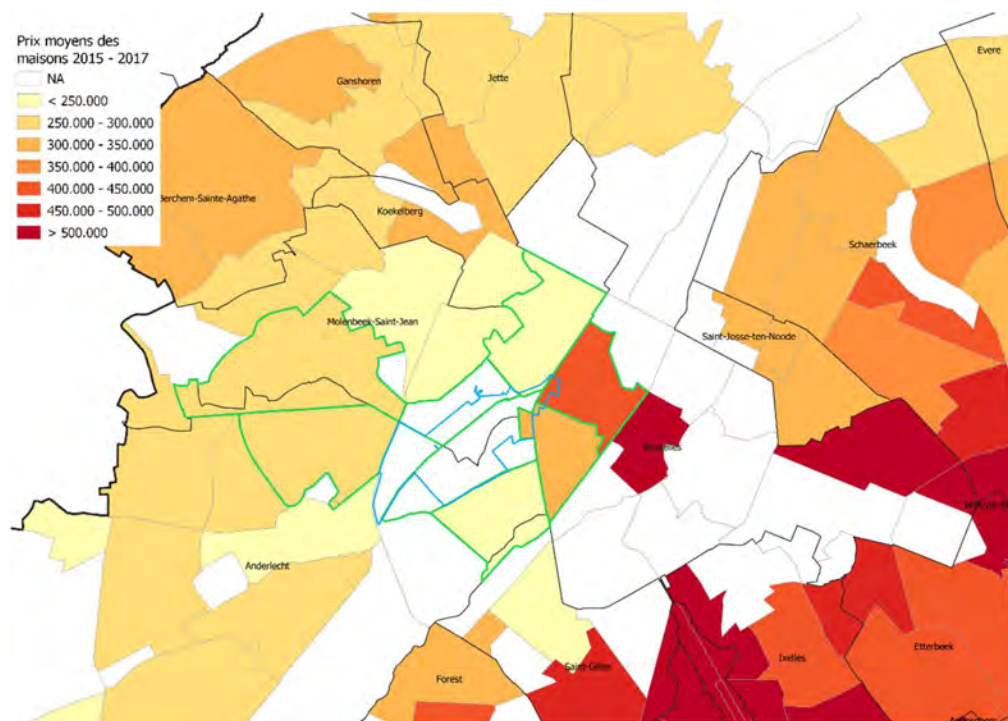 Prix moyens des
maisons 2015 - 2017
NA
< 250.000
250.000 - 300.000
300.000 - 350.000
350.000 - 400.000
400.000 - 450.000
450.000 - 500.000
> 500.000
Evere
Jette
Ganshoren
Berchem-Sainte-Agathe
Koekelberg
Schaerbeek
Molenbeek-Saint-Jean
Saint-Josse-ten-Noode
Anderlecht
Etterbeek
Ixelles
Saint-Gilles
Forest